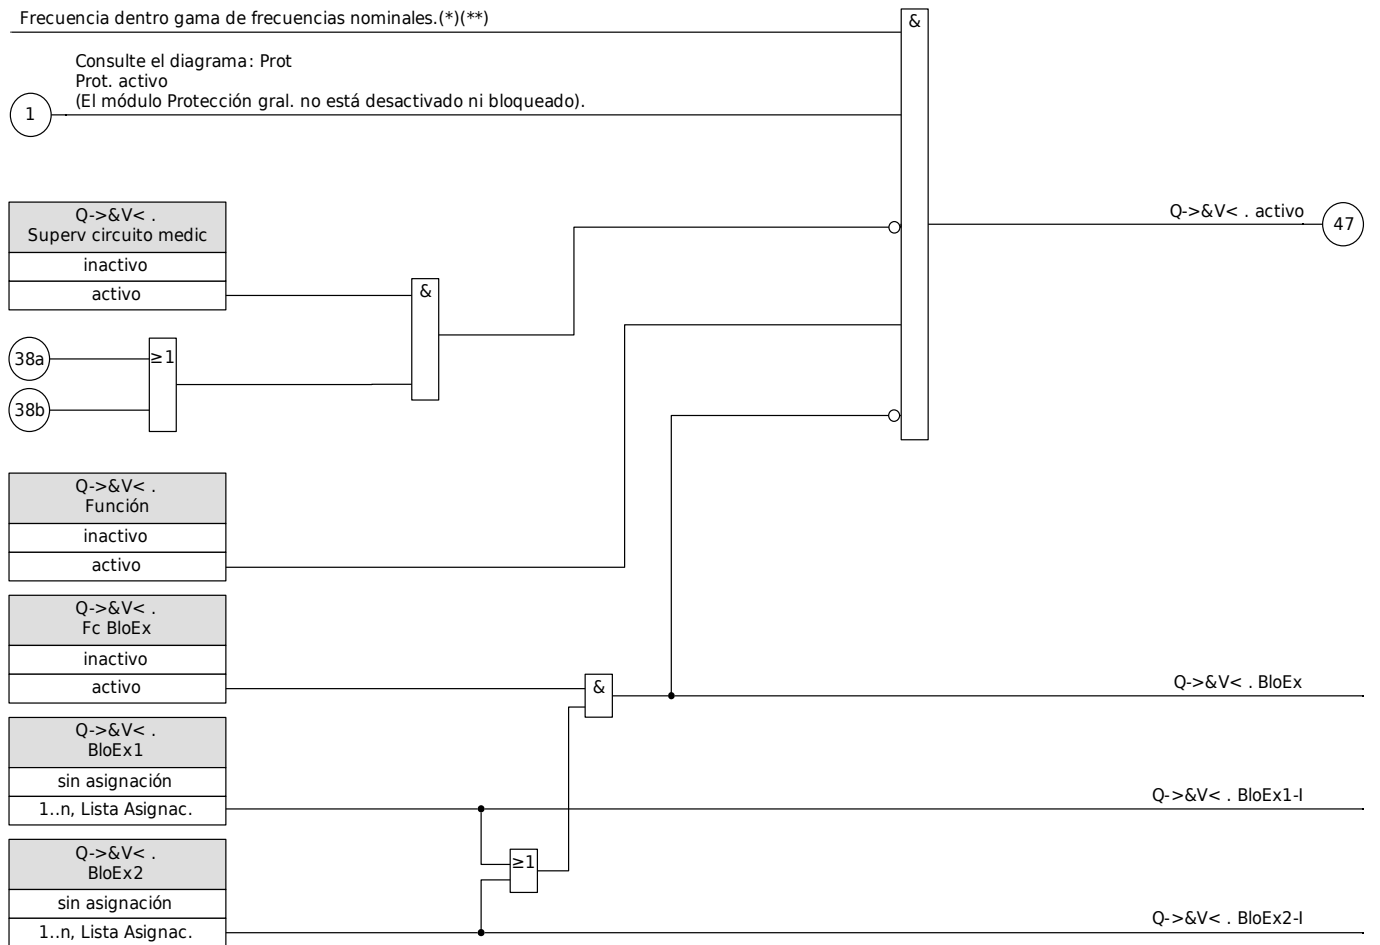 Frecuencia dentro gama de frecuencias nominales.(*)(**)
&
Consulte el diagrama: Prot
Prot. activo
(El módulo Protección gral. no está desactivado ni bloqueado).
1
Q->&V< .
Superv circuito medic
inactivo
activo
&
Q->&V< . activo
47
38a
≥1
38b
Q->&V< .
Función
inactivo
activo
Q->&V< .
Fc BloEx
inactivo
activo
&
Q->&V< . BloEx
Q->&V< .
BloEx1
sin asignación
1..n, Lista Asignac.
Q->&V< . BloEx1-I
≥1
Q->&V< .
BloEx2
sin asignación
1..n, Lista Asignac.
Q->&V< . BloEx2-I